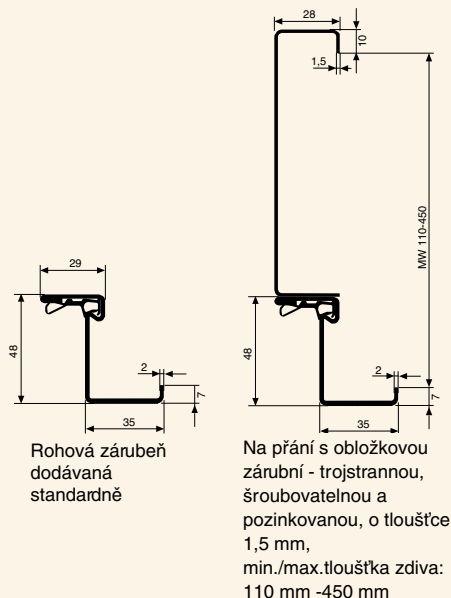 28
10
1,5
MW 110-450
29
48
2
7
35
48
2
7
35
Rohová zárubeň
dodávaná
standardně
Na přání s obložkovou
zárubní - trojstrannou,
šroubovatelnou a
pozinkovanou, o tloušťce
1,5 mm,
min./max.tloušťka zdiva:
110 mm -450 mm